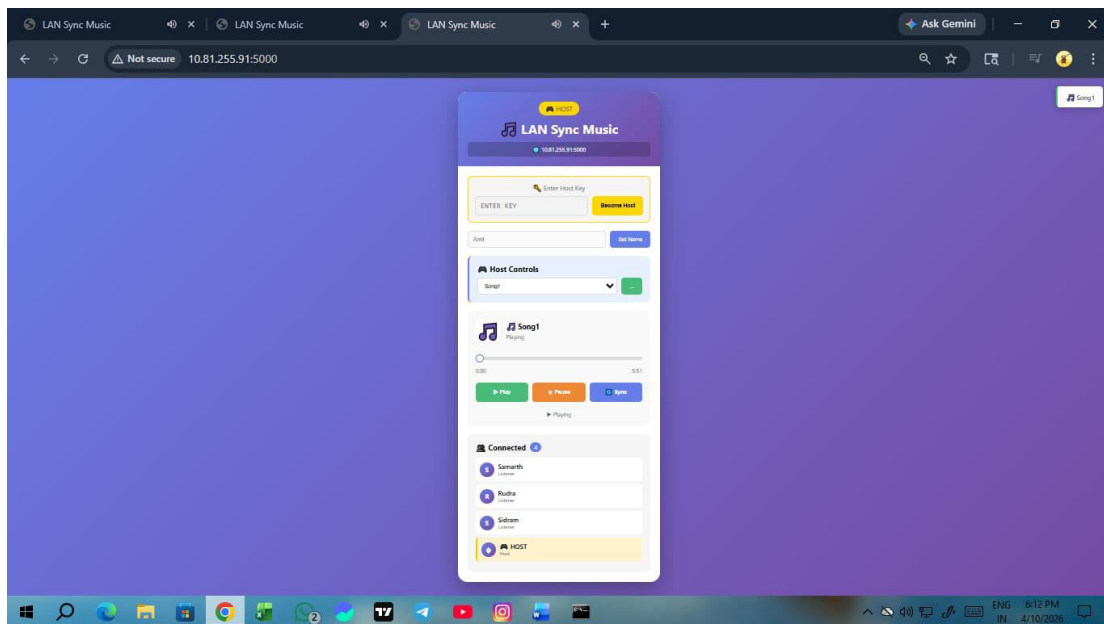 LAN Sync Music
LAN Sync Music
LAN Sync Music
Ask Gemini
Not secure 10.81.255.91:5000
Song1
HOST
LAN Sync Music
10.81.255.91:5000
Enter Host Key
ENTER KEY
Become Host
Set Name
Host Controls
Song1
...
Song1
Playing
0:00
5:51
Play
Pause
Sync
Playing
Connected 4
S
Samarth
Listener
R
Rudra
Listener
S
Sidram
Listener
HOST
Host
2
ENG
IN
6:12 PM
4/10/2026